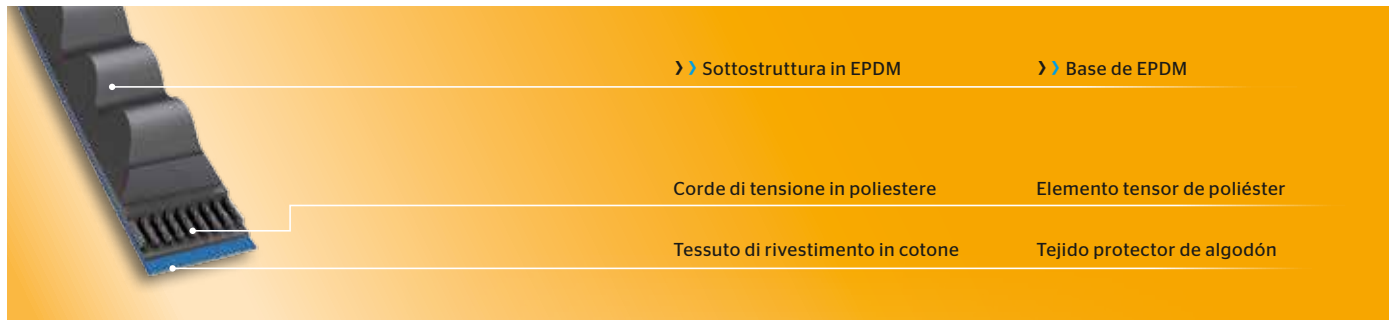 ❯❯ Sottostruttura in EPDM
❯❯ Base de EPDM
Corde di tensione in poliestere
Elemento tensor de poliéster
Tessuto di rivestimento in cotone
Tejido protector de algodón